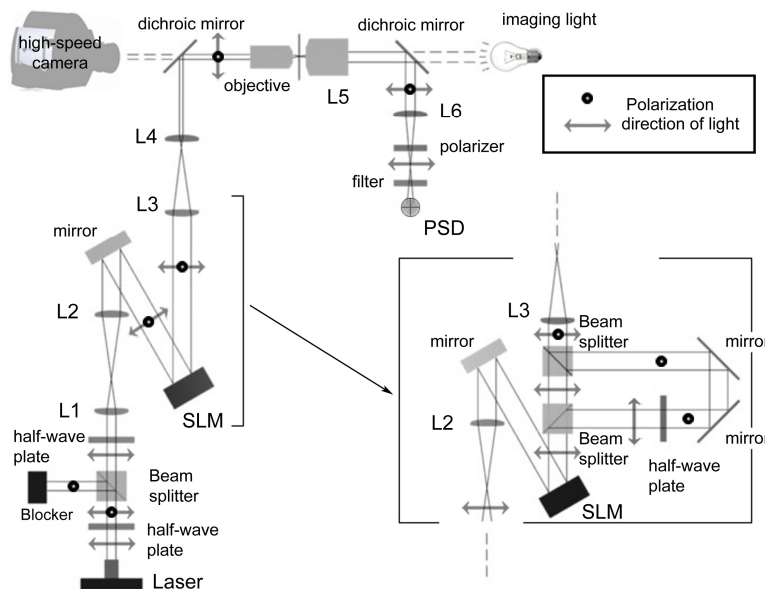 dichroic mirror
dichroic mirror
imaging light
high-speed
camera
objective
L5
L6
Polarization
direction of light
L4
polarizer
filter
PSD
L3
mirror
L2
SLM
L1
half-wave
plate
Beam
splitter
Blocker
half-wave
plate
Laser
L3
Beam
splitter
mirror
mirror
L2
Beam
splitter
mirror
half-wave
plate
SLM